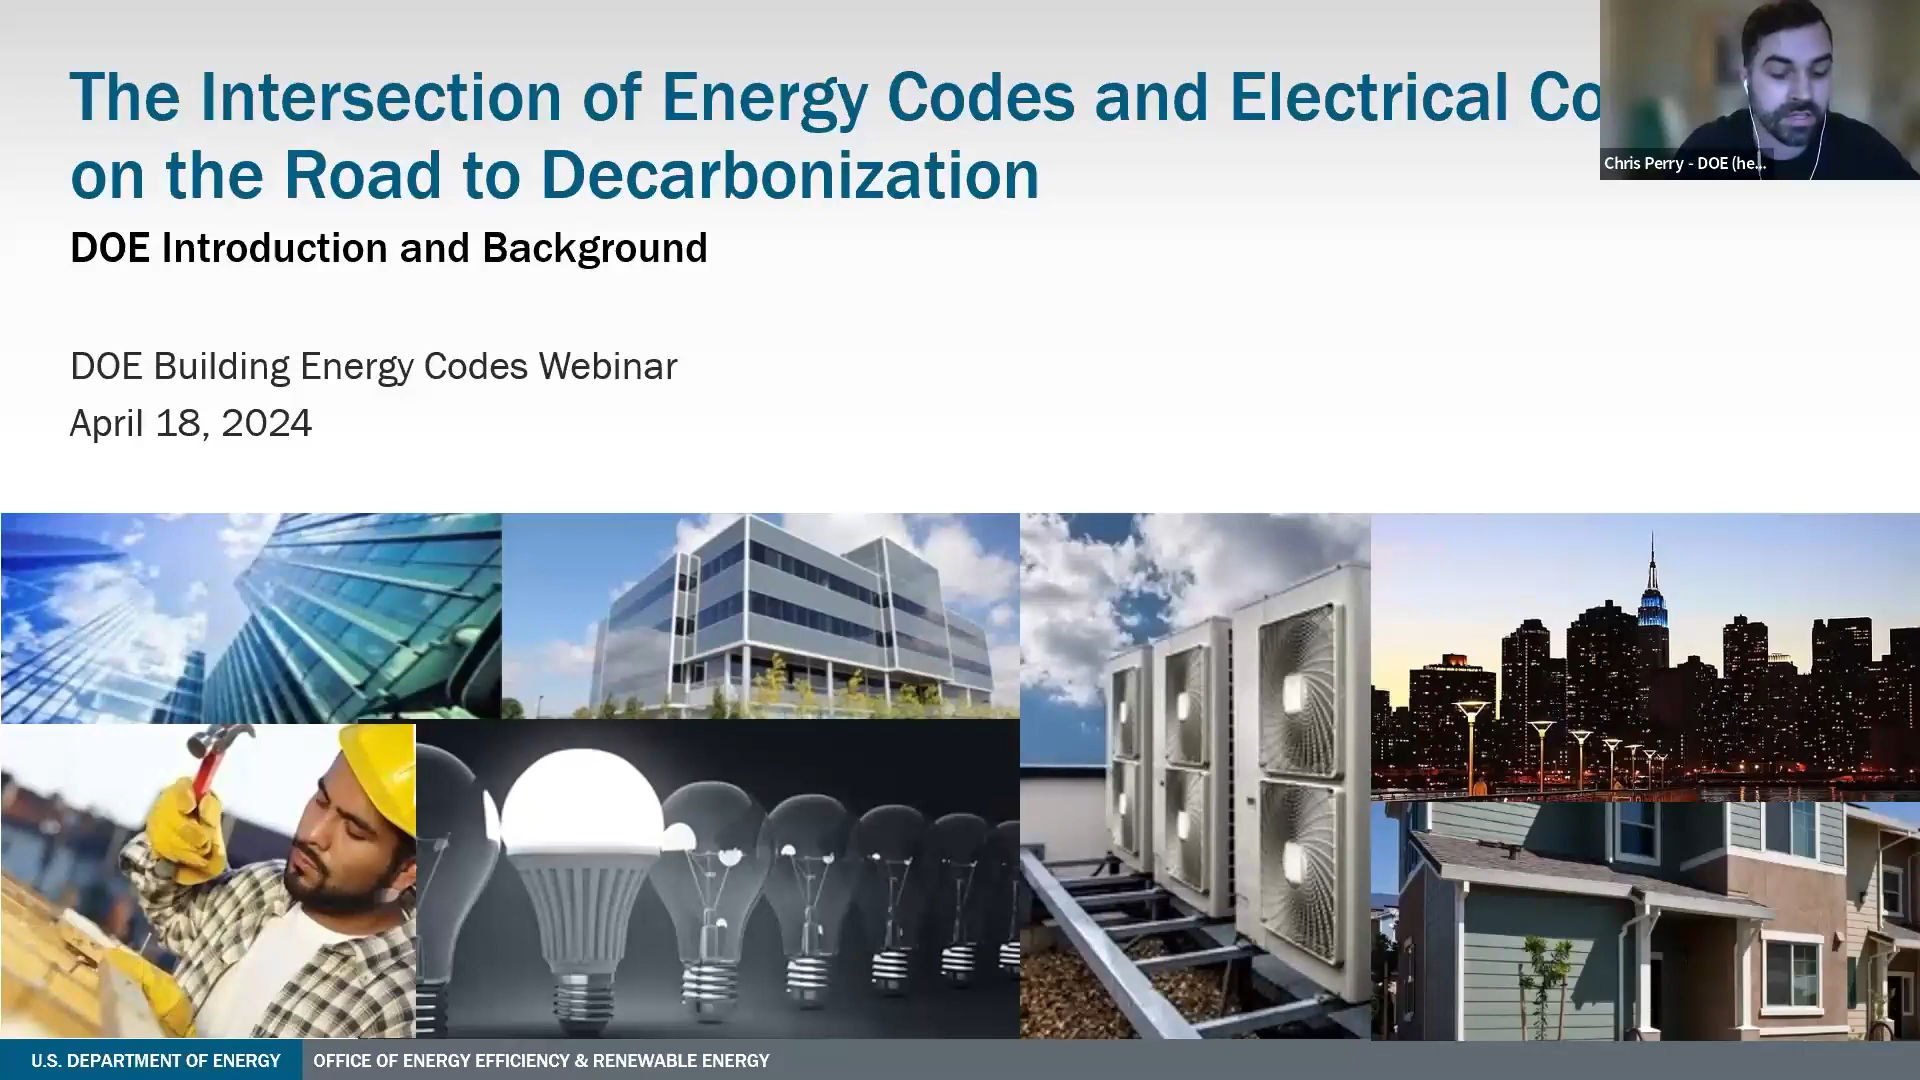 The Intersection of Energy Codes and Electrical Co
on the Road to Decarbonization
DOE Introduction and Background
DOE Building Energy Codes Webinar
April 18, 2024
Chris Perry - DOE (he...
U.S. DEPARTMENT OF ENERGY
OFFICE OF ENERGY EFFICIENCY & RENEWABLE ENERGY